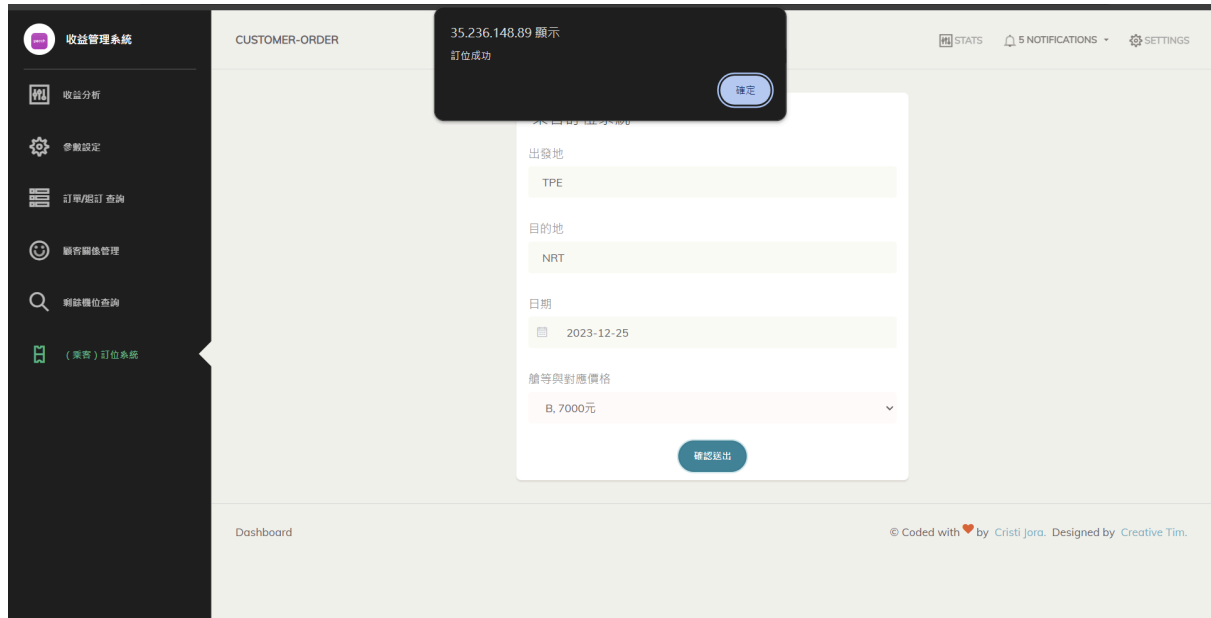 收益管理系統
收益分析
參數設定
訂單/退訂 查詢
顧客關係管理
剩餘機位查詢
(乘客)訂位系統
CUSTOMER-ORDER
35.236.148.89 顯示
訂位成功
確定
STATS
5 NOTIFICATIONS
SETTINGS
出發地
TPE
目的地
NRT
日期
2023-12-25
艙等與對應價格
B, 7000元
確認送出
Dashboard
© Coded with by Cristi Jora. Designed by Creative Tim.